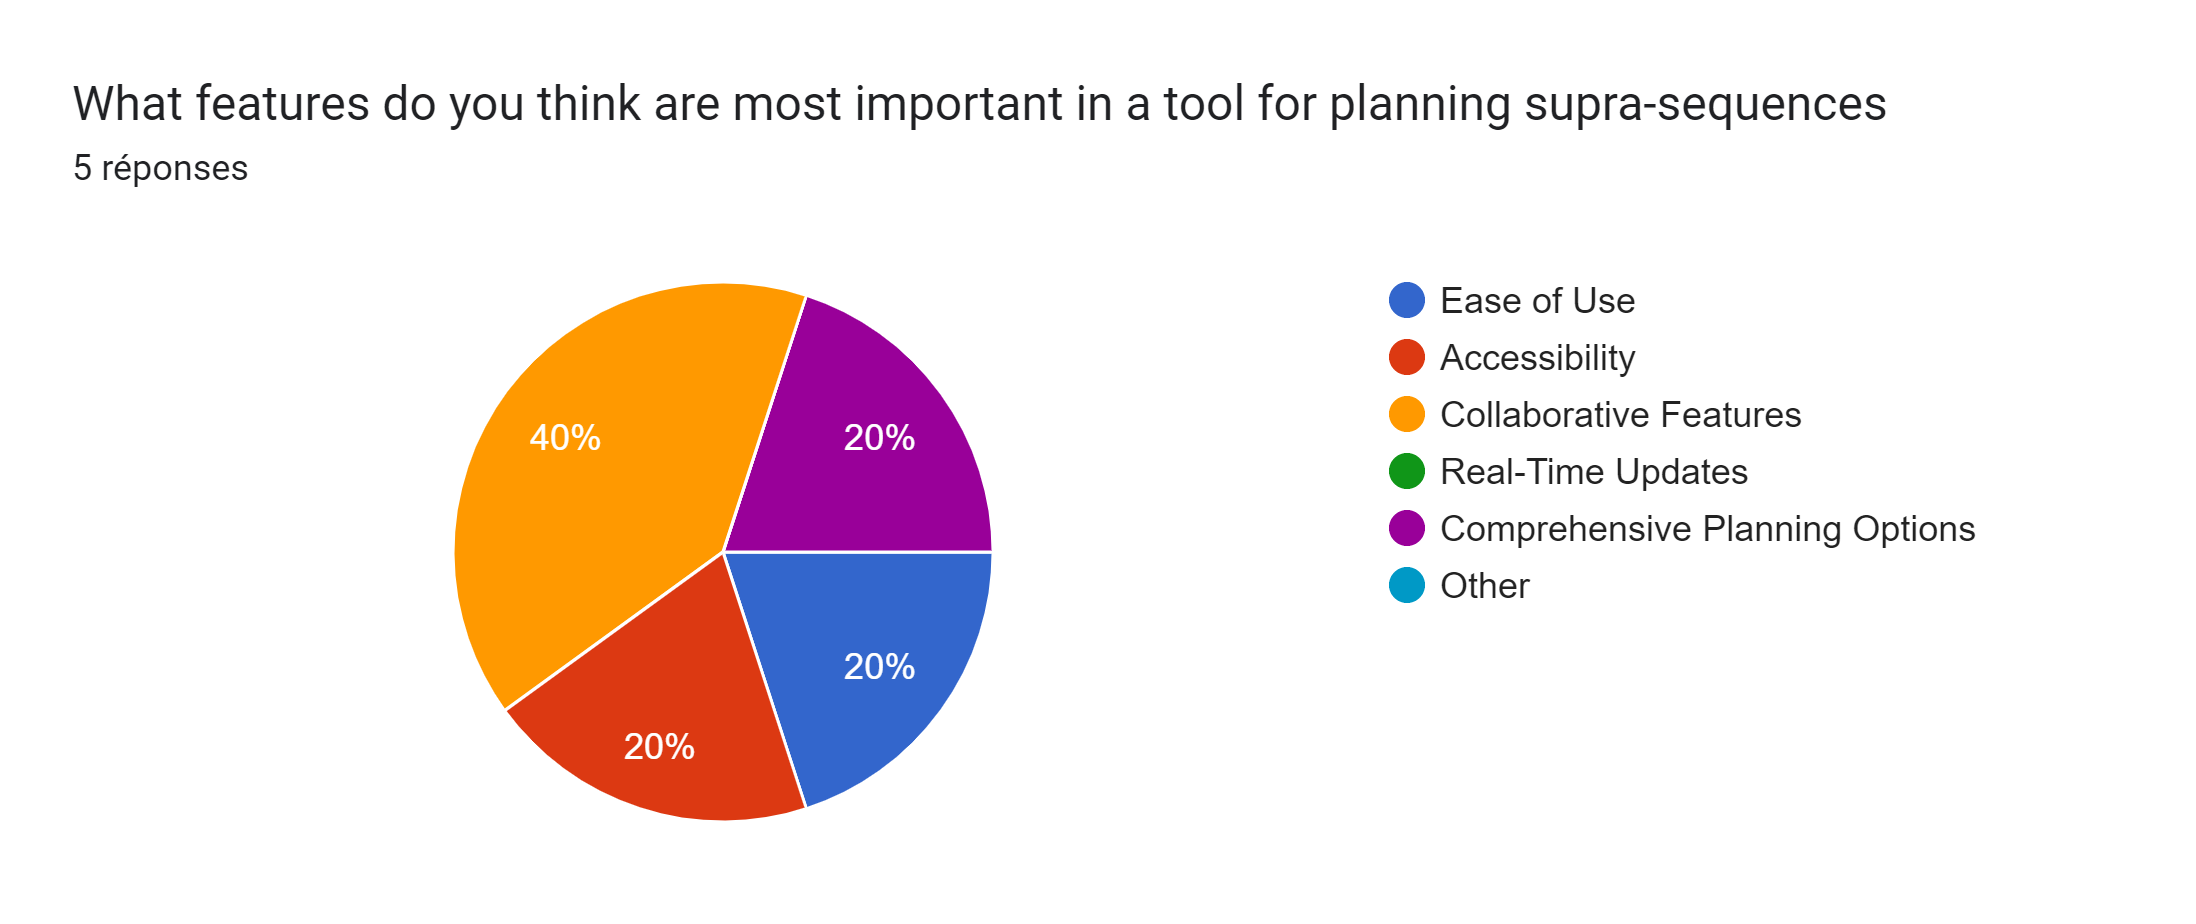 What features do you think are most important in a tool for planning supra-sequences
5 réponses
40%
20%
20%
20%
Ease of Use
Accessibility
Collaborative Features
Real-Time Updates
Comprehensive Planning Options
Other